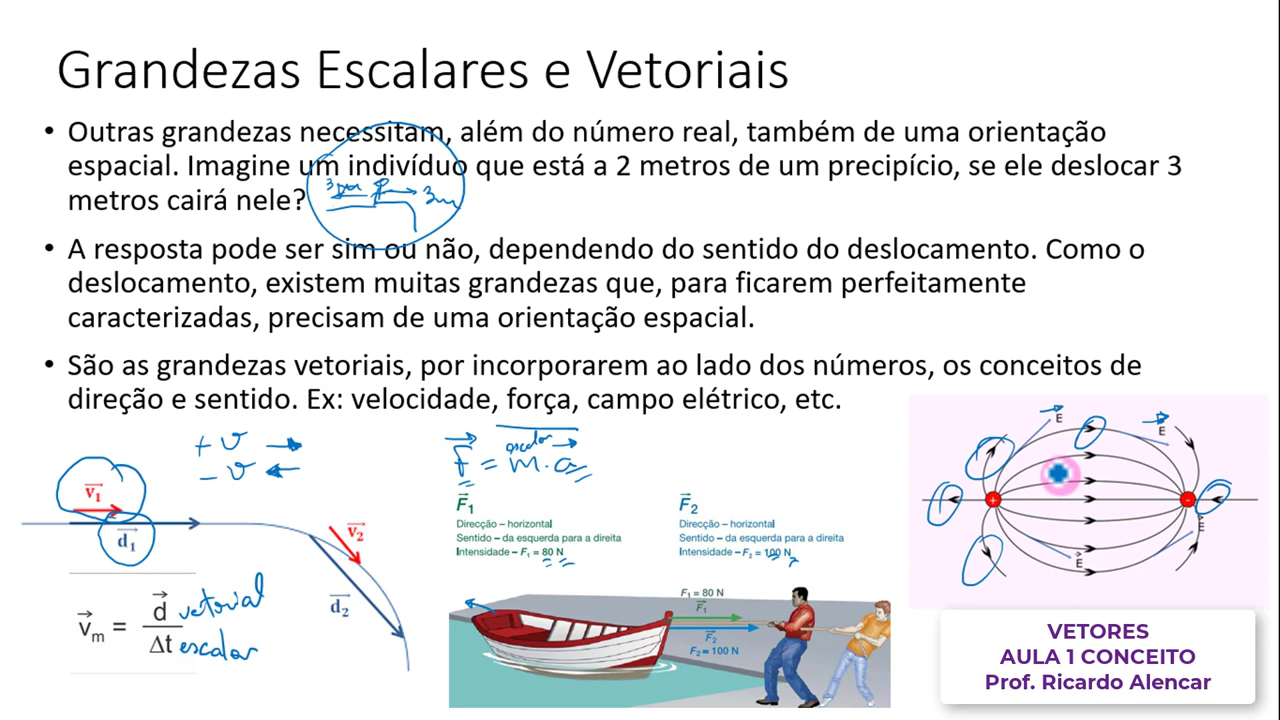 Grandezas Escalares e Vetoriais
• Outras grandezas necessitam, além do número real, também de uma orientação
espacial. Imagine um indivíduo que está a 2 metros de um precipício, se ele deslocar 3
metros cairá nele?
3m
• A resposta pode ser sim ou não, dependendo do sentido do deslocamento. Como o
deslocamento, existem muitas grandezas que, para ficarem perfeitamente
caracterizadas, precisam de uma orientação espacial.
• São as grandezas vetoriais, por incorporarem ao lado dos números, os conceitos de
direção e sentido. Ex: velocidade, força, campo elétrico, etc.
+ v →
- v ←
v₁
d₁
v₂
d₂
vₘ = d / Δt
vetorial
escalar
escalar
F = m . a
F₁
Direcção – horizontal
Sentido – da esquerda para a direita
Intensidade – F₁ = 80 N
F₂
Direcção – horizontal
Sentido – da esquerda para a direita
Intensidade – F₂ = 100 N
F₁ = 80 N
F₁
F₂
F₂ = 100 N
E
E
+
-
E
E
VETORES
AULA 1 CONCEITO
Prof. Ricardo Alencar